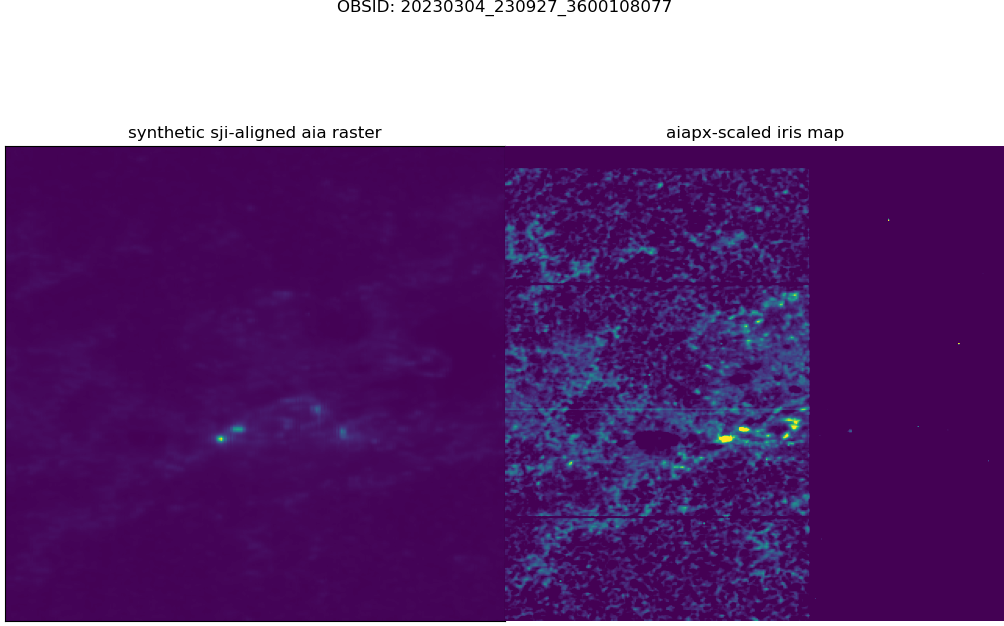 OBSID: 20230304_230927_3600108077
synthetic sji-aligned aia raster
aiapx-scaled iris map